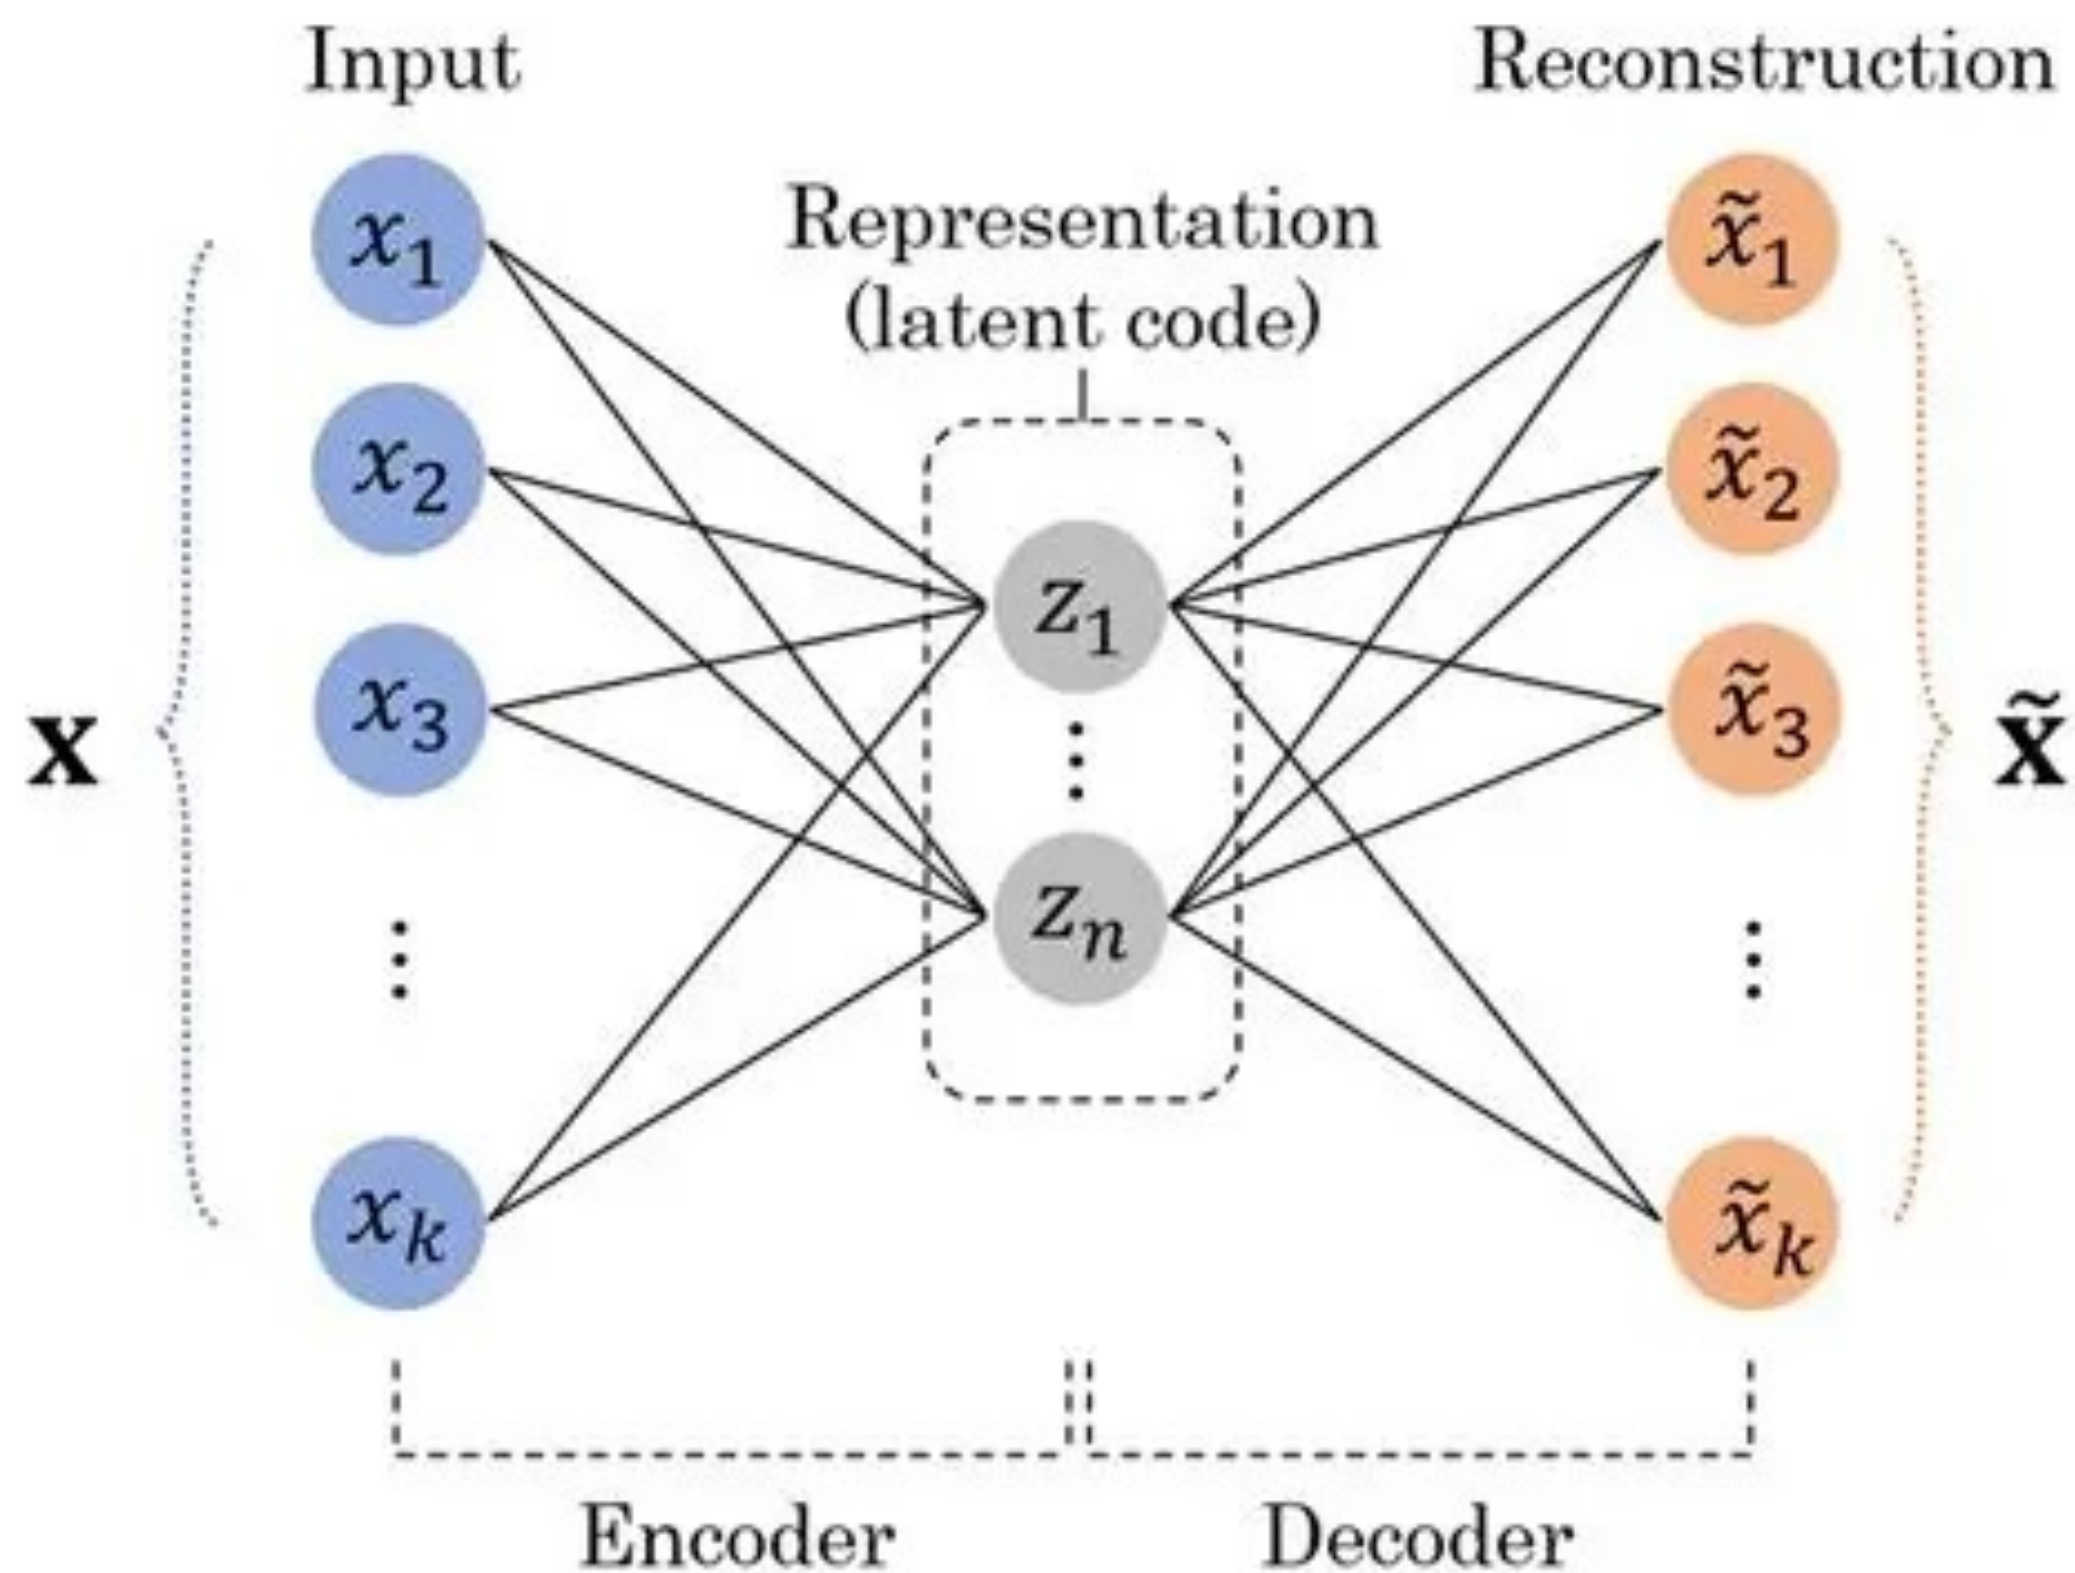 Input
Reconstruction
Representation
(latent code)
x₁
x₂
x₃
⋮
xₖ
z₁
⋮
zₙ
x̃₁
x̃₂
x̃₃
⋮
x̃ₖ
x
x̃
Encoder
Decoder